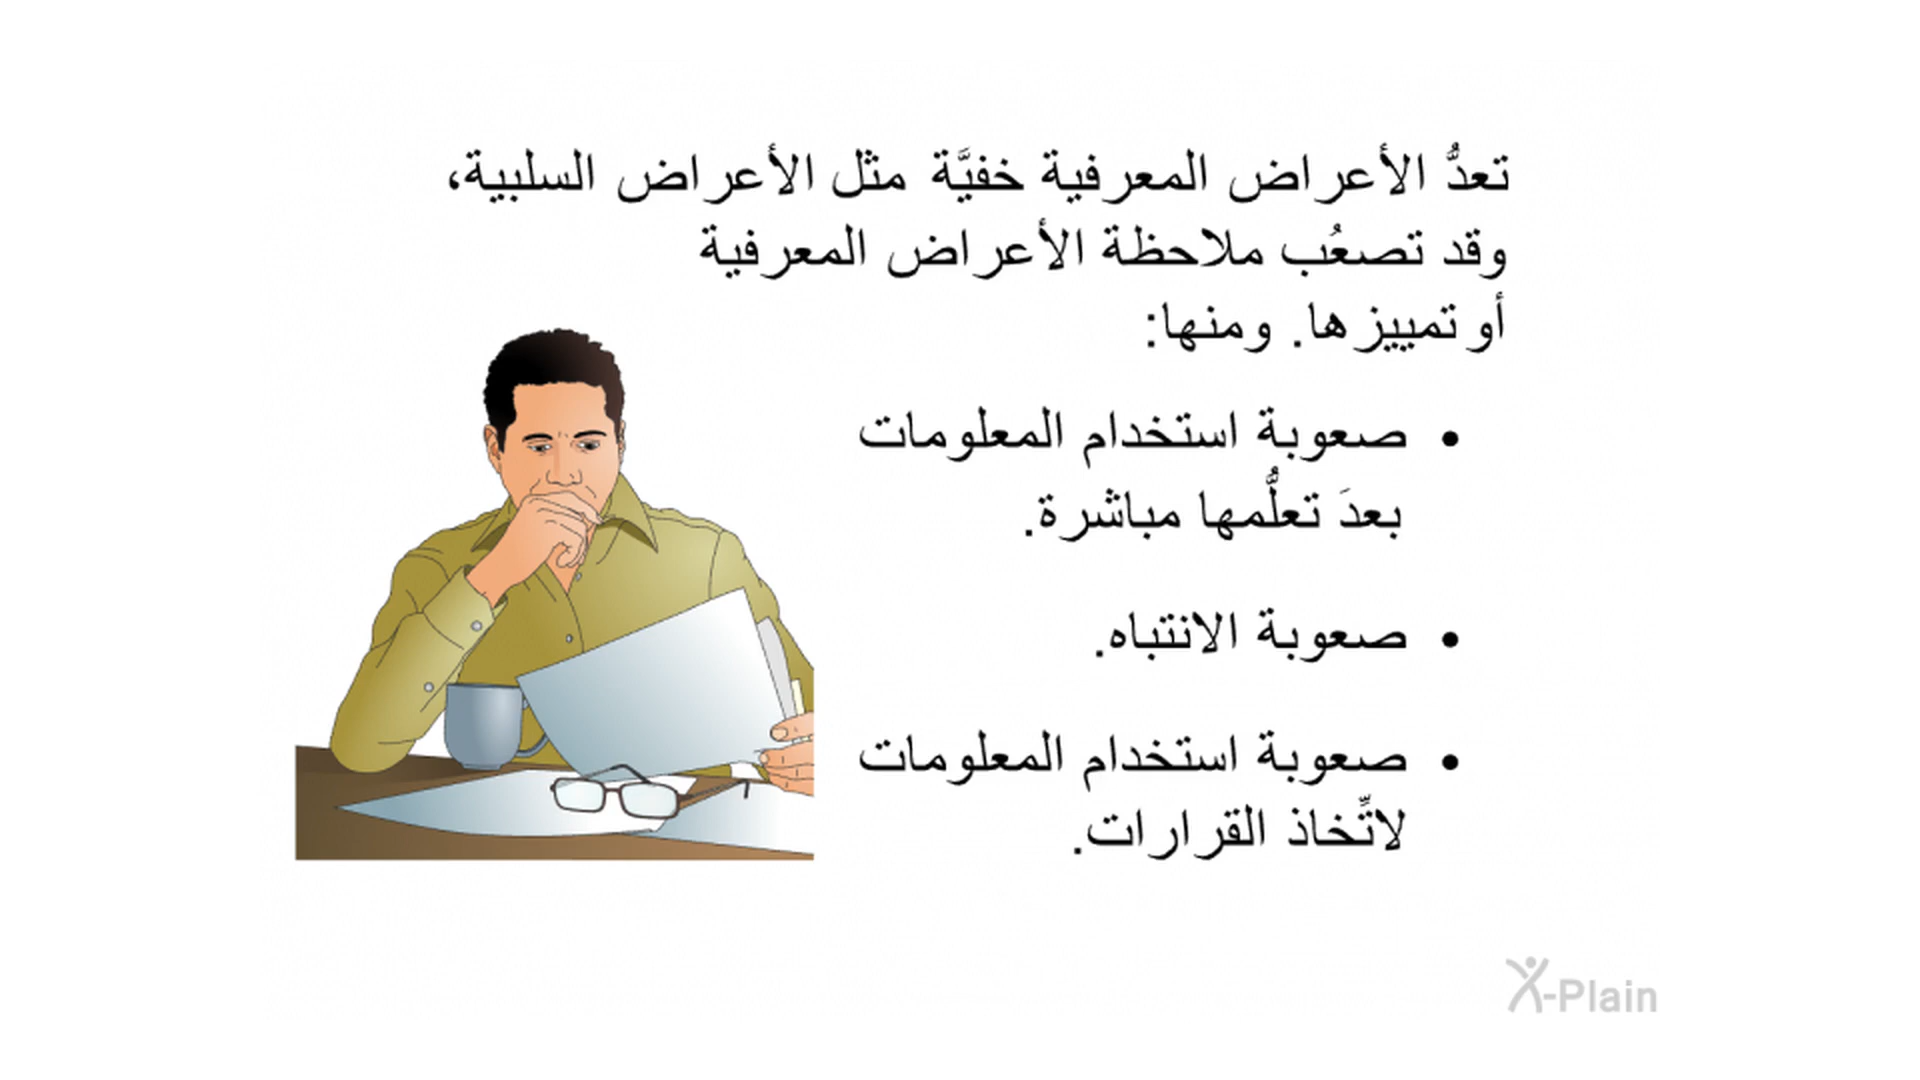 تعدُّ الأعراض المعرفية خفيَّة مثل الأعراض السلبية،
وقد تصعُب ملاحظة الأعراض المعرفية
أو تمييزها. ومنها:
• صعوبة استخدام المعلومات
بعدَ تعلُّمها مباشرة.
• صعوبة الانتباه.
• صعوبة استخدام المعلومات
لاتِّخاذ القرارات.
X-Plain